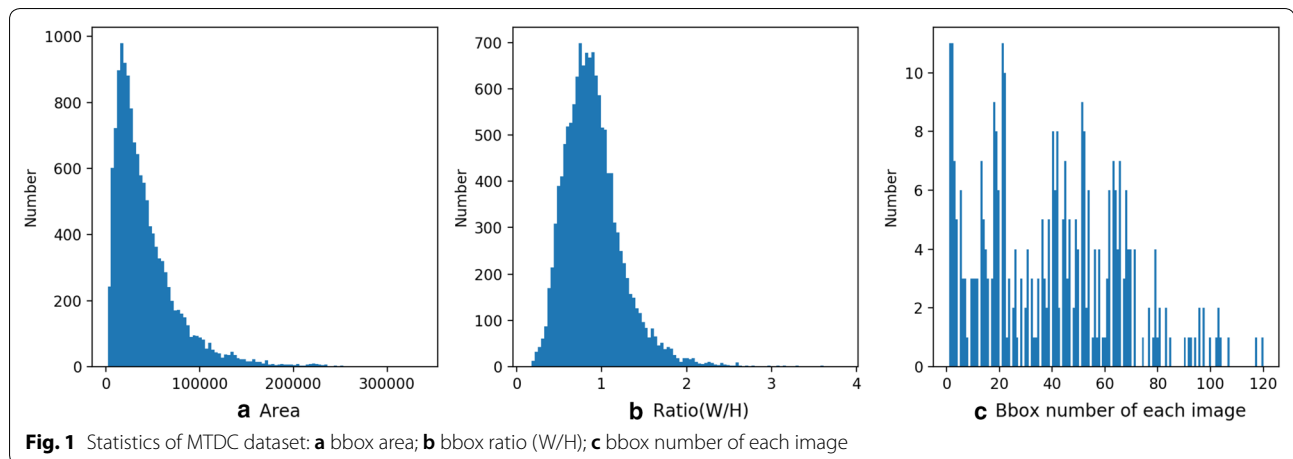 1000
800
600
400
200
0
Number
0 100000 200000 300000
a Area
700
600
500
400
300
200
100
0
Number
0 1 2 3 4
b Ratio(W/H)
10
8
6
4
2
0
Number
0 20 40 60 80 100 120
c Bbox number of each image
Fig. 1 Statistics of MTDC dataset: a bbox area; b bbox ratio (W/H); c bbox number of each image